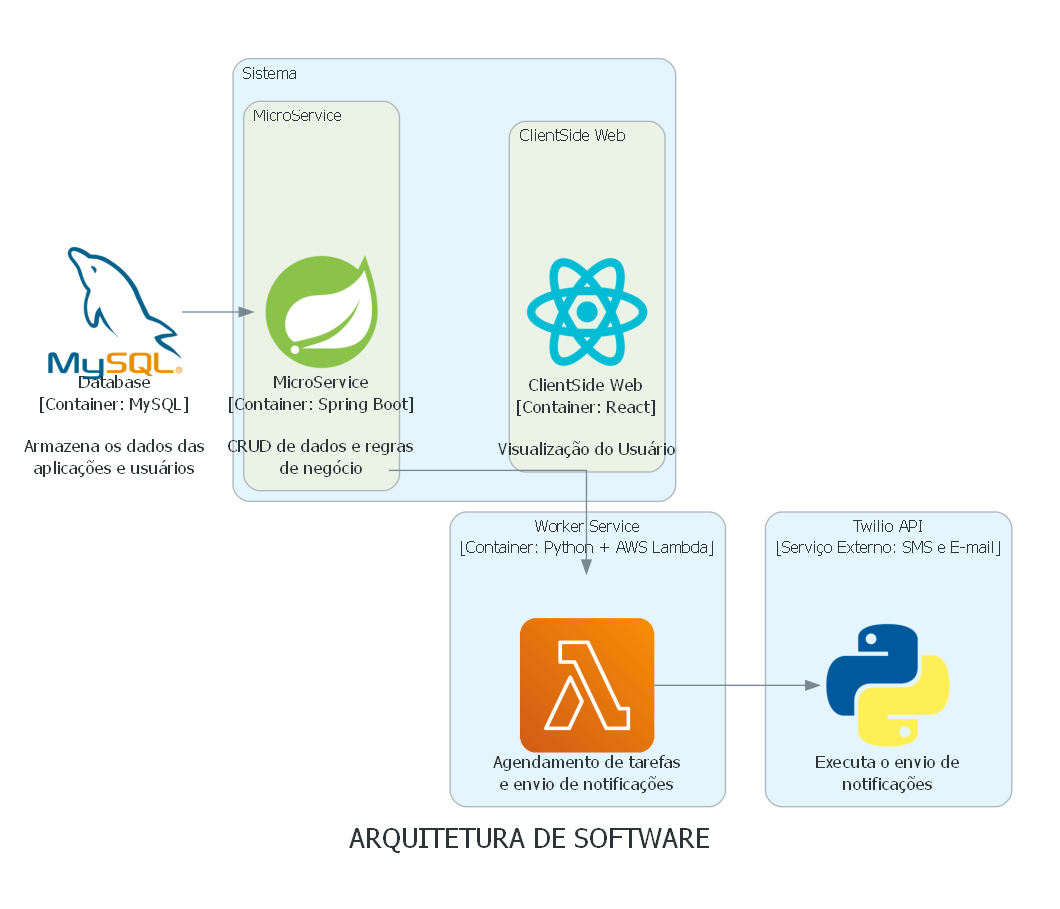 Sistema
MicroService
ClientSide Web
MySQL®
Database
[Container: MySQL]
Armazena os dados das
aplicações e usuários
MicroService
[Container: Spring Boot]
CRUD de dados e regras
de negócio
ClientSide Web
[Container: React]
Visualização do Usuário
Worker Service
[Container: Python + AWS Lambda]
Agendamento de tarefas
e envio de notificações
Twilio API
[Serviço Externo: SMS e E-mail]
Executa o envio de
notificações
ARQUITETURA DE SOFTWARE